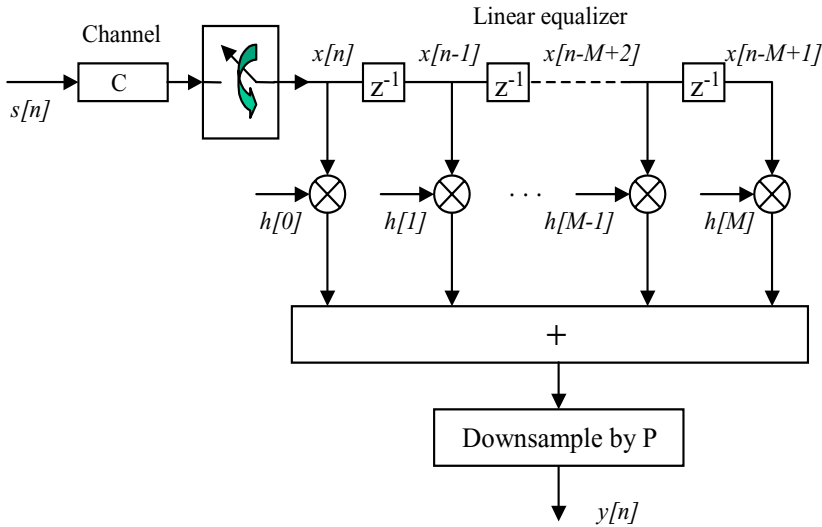 Linear equalizer
Channel
x[n] x[n-1] x[n-M+2] x[n-M+1]
C z-1 z-1 z-1
s[n]
. . .
h[0] h[1] h[M-1] h[M]
+
Downsample by P
y[n]